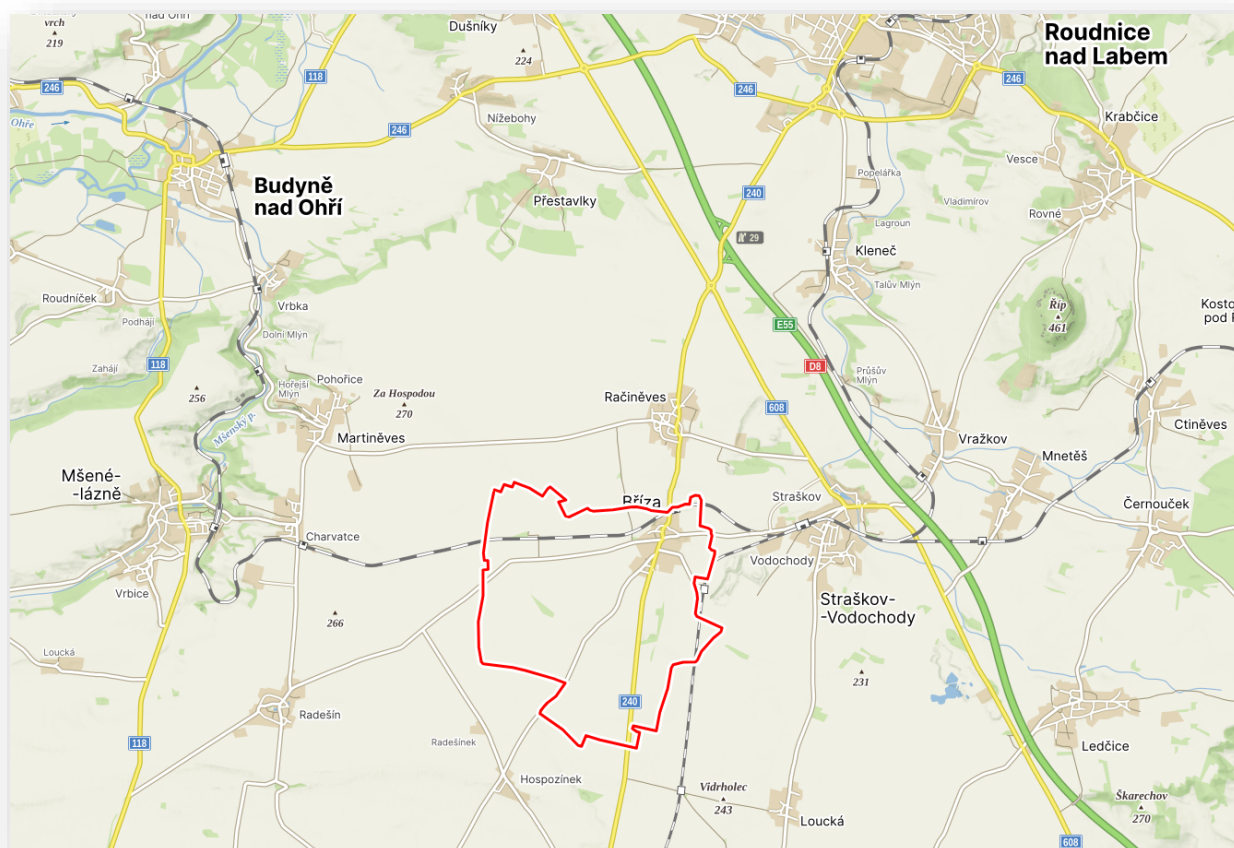 vrch
219
nad Ohří
Dušníky
224
Roudnice
nad Labem
246
118
246
246
246
Ohře
Nížebohy
Krabčice
Vesce
Popelářka
Budyně
nad Ohří
Přestavlky
240
Vladimírov
Rovné
Lagroun
29
Kleneč
Roudníček
Vrbka
Talův Mlýn
Říp
461
Kosto
pod Ř
Podhájí
Dolní Mlýn
E55
118
D8
Zahájí
256
Hořejší
Mlýn
Pohořice
Za Hospodou
270
Průšův
Mlýn
Račiněves
608
Mšenský p.
Martiněves
Vražkov
Ctiněves
Mnetěš
Mšené-
-lázně
Bříza
Straškov
Černouček
Charvatce
Vodochody
Vrbice
266
Straškov-
-Vodochody
Loucká
231
240
Radešín
118
Radešínek
Ledčice
Hospozínek
Vidrholec
243
Škarechov
270
Loucká
608